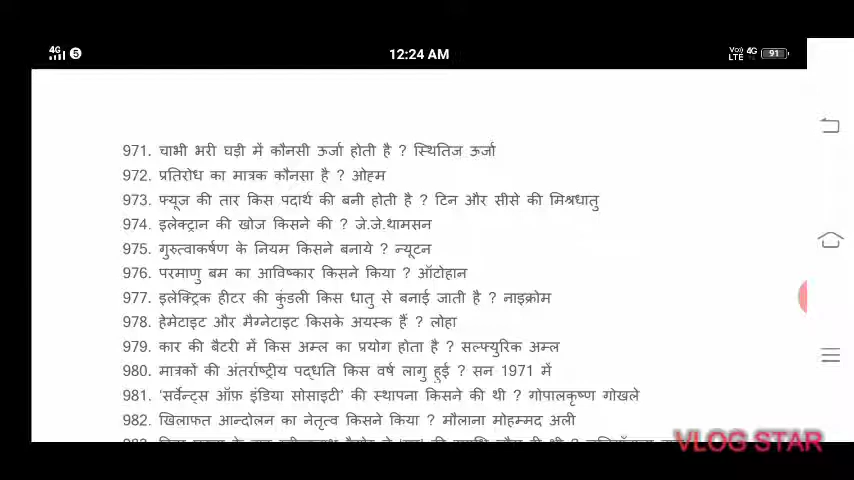 4G 5 12:24 AM Vo)) LTE 4G 91
971. चाभी भरी घड़ी में कौनसी ऊर्जा होती है ? स्थितिज ऊर्जा
972. प्रतिरोध का मात्रक कौनसा है ? ओह्म
973. फ्यूज की तार किस पदार्थ की बनी होती है ? टिन और सीसे की मिश्रधातु
974. इलेक्ट्रान की खोज किसने की ? जे.जे.थामसन
975. गुरुत्वाकर्षण के नियम किसने बनाये ? न्यूटन
976. परमाणु बम का आविष्कार किसने किया ? ऑटोहान
977. इलेक्ट्रिक हीटर की कुंडली किस धातु से बनाई जाती है ? नाइक्रोम
978. हेमेटाइट और मैग्नेटाइट किसके अयस्क हैं ? लोहा
979. कार की बैटरी में किस अम्ल का प्रयोग होता है ? सल्फ्युरिक अम्ल
980. मात्रकों की अंतर्राष्ट्रीय पद्धति किस वर्ष लागु हुई ? सन 1971 में
981. 'सर्वेन्ट्स ऑफ़ इंडिया सोसाइटी' की स्थापना किसने की थी ? गोपालकृष्ण गोखले
982. खिलाफत आन्दोलन का नेतृत्व किसने किया ? मौलाना मोहम्मद अली
VLOG STAR